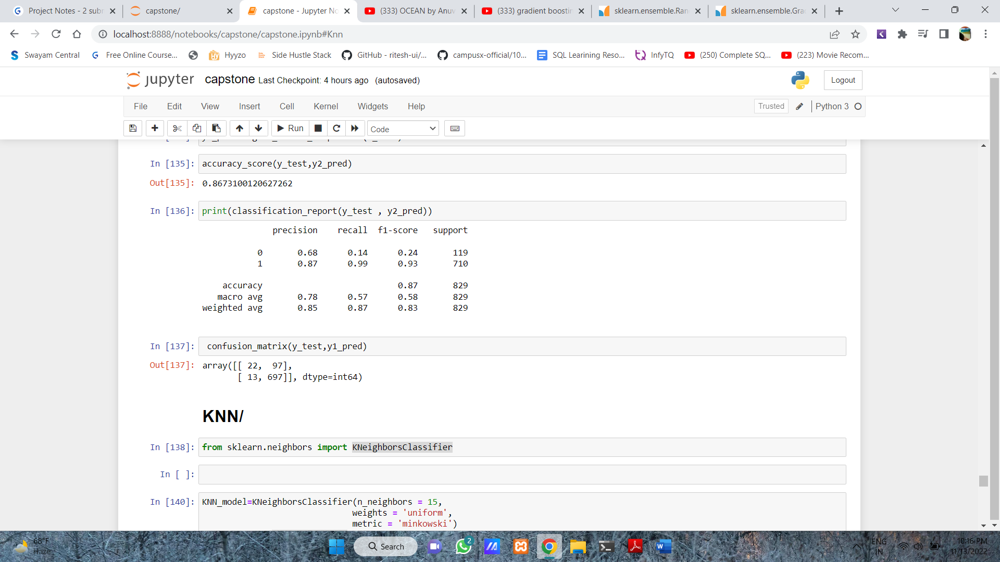 Project Notes - 2 subr
capstone/
capstone - Jupyter No
(333) OCEAN by Anuv
(333) gradient boostin
sklearn.ensemble.Ran
sklearn.ensemble.Gra
localhost:8888/notebooks/capstone/capstone.ipynb#Knn
Swayam Central
Free Online Course...
Hyyzo
Side Hustle Stack
GitHub - ritesh-ui/...
campusx-official/10...
SQL Learining Reso...
InfyTQ
(250) Complete SQ...
(223) Movie Recom...
jupyter capstone Last Checkpoint: 4 hours ago (autosaved)
Logout
File Edit View Insert Cell Kernel Widgets Help
Trusted
Python 3
Run
Code
In [135]: accuracy_score(y_test,y2_pred)
Out[135]: 0.8673100120627262
In [136]: print(classification_report(y_test , y2_pred))
precision recall f1-score support
0 0.68 0.14 0.24 119
1 0.87 0.99 0.93 710
accuracy 0.87 829
macro avg 0.78 0.57 0.58 829
weighted avg 0.85 0.87 0.83 829
In [137]: confusion_matrix(y_test,y1_pred)
Out[137]: array([[ 22, 97],
[ 13, 697]], dtype=int64)
KNN/
In [138]: from sklearn.neighbors import KNeighborsClassifier
In [ ]:
In [140]: KNN_model=KNeighborsClassifier(n_neighbors = 15,
weights = 'uniform',
metric = 'minkowski')
68°F
Haze
Search
2
ENG
IN
10:16 PM
11/13/2022